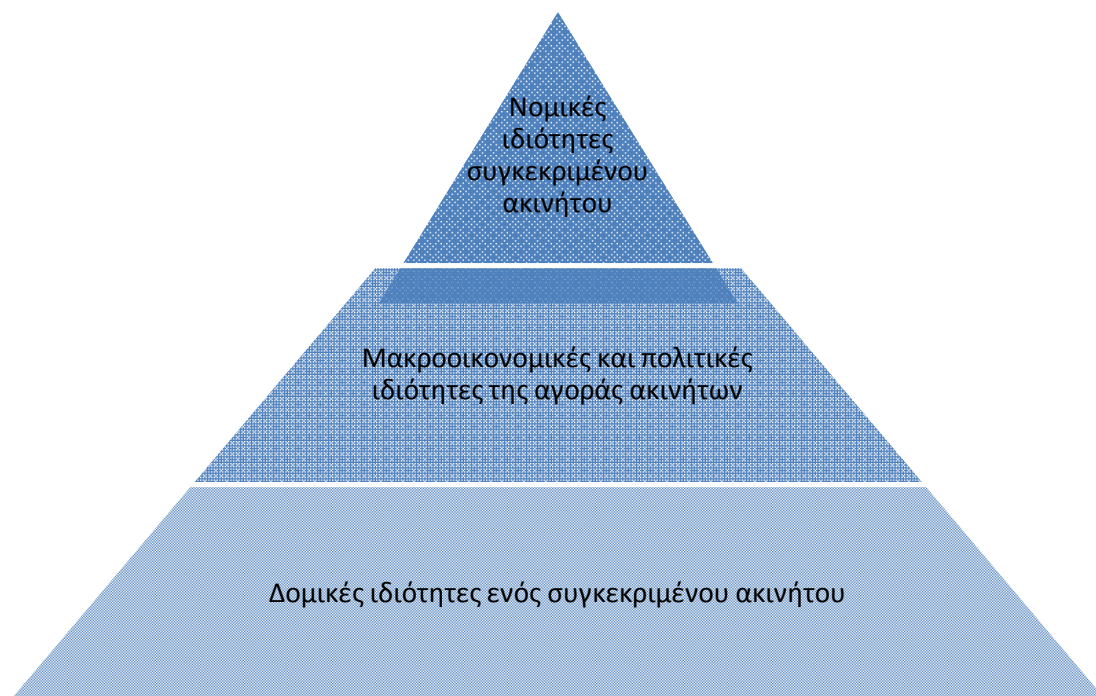 Νομικές
ιδιότητες
συγκεκριμένου
ακινήτου
Μακροοικονομικές και πολιτικές
ιδιότητες της αγοράς ακινήτων
Δομικές ιδιότητες ενός συγκεκριμένου ακινήτου